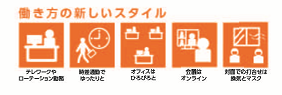 働き方の新しいスタイル
テレワークや
ローテーション勤務
時差通勤で
ゆったりと
オフィスは
ひろびろと
会議は
オンライン
対面での打合せは
換気とマスク